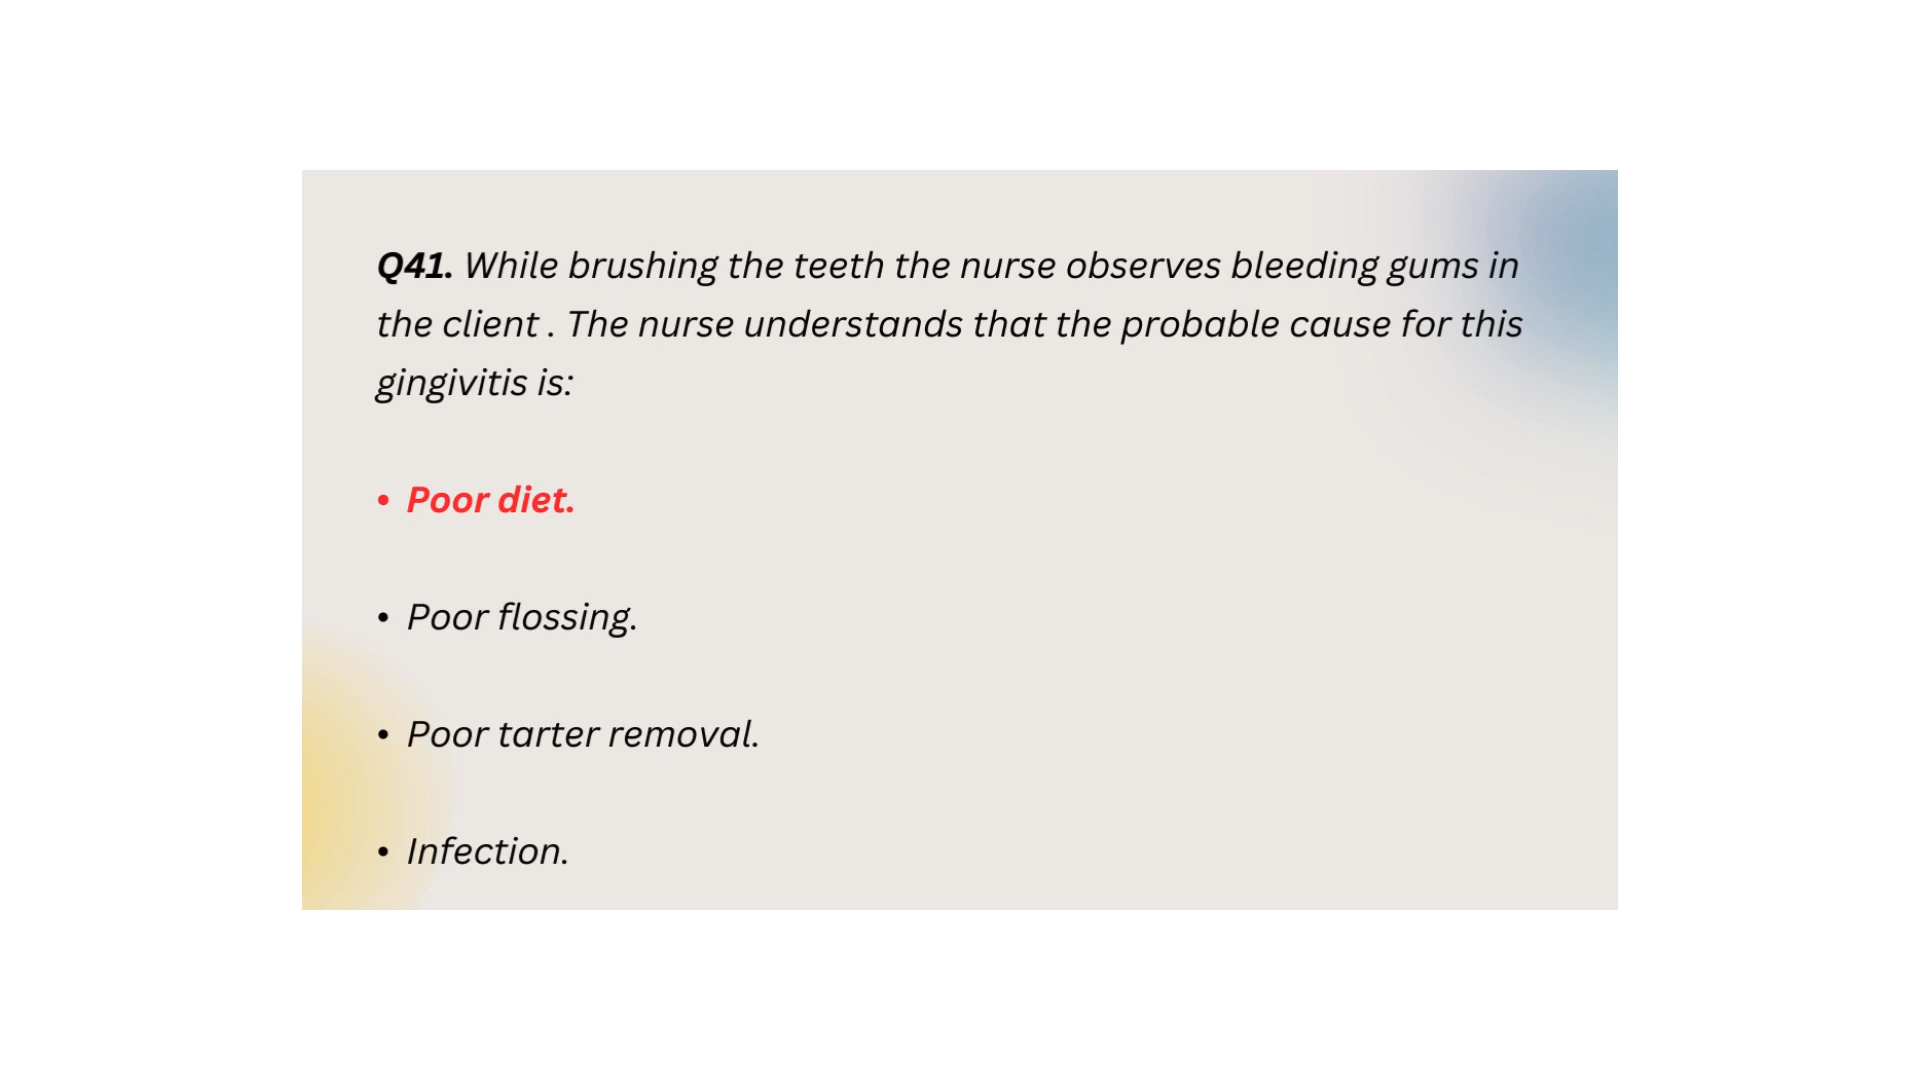 Q41. While brushing the teeth the nurse observes bleeding gums in
the client . The nurse understands that the probable cause for this
gingivitis is:
• Poor diet.
• Poor flossing.
• Poor tarter removal.
• Infection.